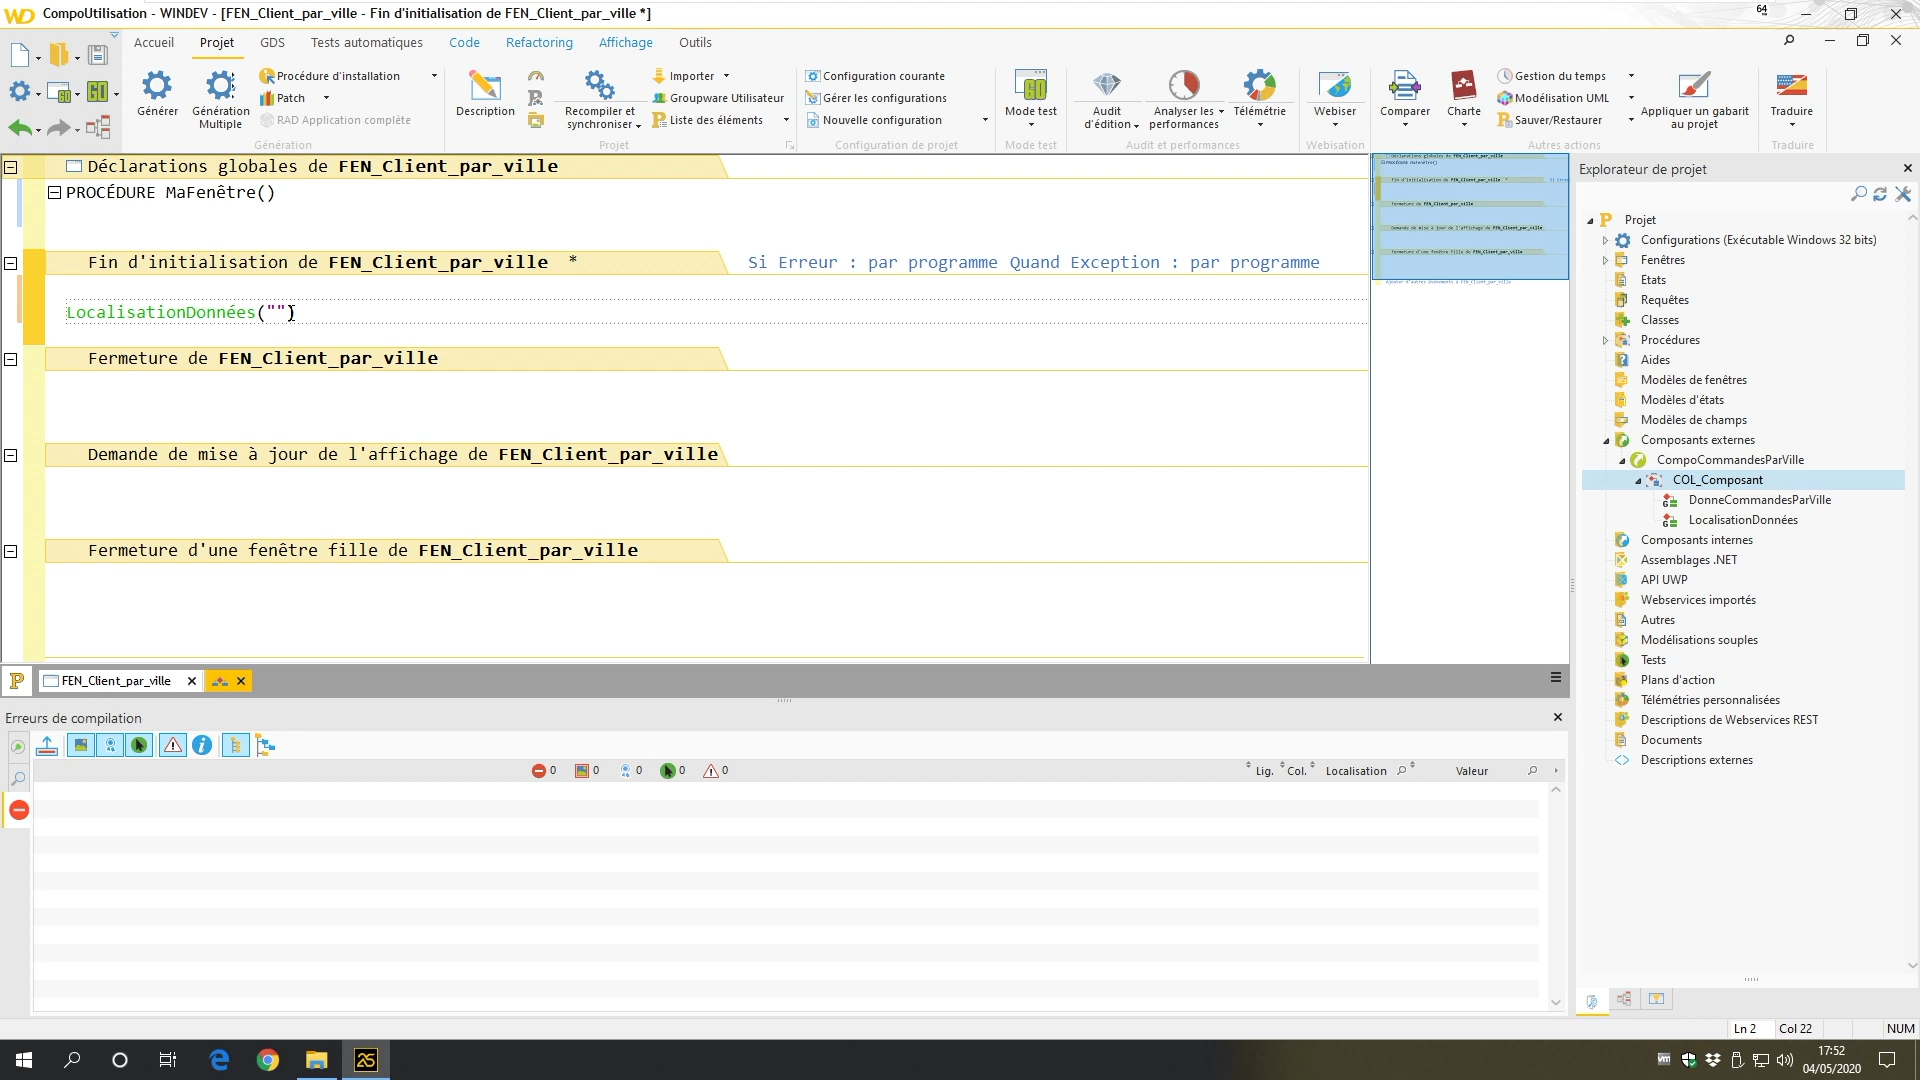 CompoUtilisation - WINDEV - [FEN_Client_par_ville - Fin d'initialisation de FEN_Client_par_ville *]
64
Accueil Projet GDS Tests automatiques Code Refactoring Affichage Outils
Générer
Génération Multiple
Procédure d'installation
Patch
RAD Application complète
Génération
Description
Recompiler et synchroniser
Importer
Groupware Utilisateur
Liste des éléments
Projet
Configuration courante
Gérer les configurations
Nouvelle configuration
Configuration de projet
Mode test
Mode test
Audit d'édition
Analyser les performances
Télémétrie
Audit et performances
Webiser
Webisation
Comparer
Charte
Gestion du temps
Modélisation UML
Sauver/Restaurer
Appliquer un gabarit au projet
Autres actions
Traduire
Traduire
Déclarations globales de FEN_Client_par_ville
PROCÉDURE MaFenêtre()
Fin d'initialisation de FEN_Client_par_ville *
Si Erreur : par programme Quand Exception : par programme
LocalisationDonnées("")
Fermeture de FEN_Client_par_ville
Demande de mise à jour de l'affichage de FEN_Client_par_ville
Fermeture d'une fenêtre fille de FEN_Client_par_ville
Explorateur de projet
Projet
Configurations (Exécutable Windows 32 bits)
Fenêtres
Etats
Requêtes
Classes
Procédures
Aides
Modèles de fenêtres
Modèles d'états
Modèles de champs
Composants externes
CompoCommandesParVille
COL_Composant
DonneCommandesParVille
LocalisationDonnées
Composants internes
Assemblages .NET
API UWP
Webservices importés
Autres
Modélisations souples
Tests
Plans d'action
Télémétries personnalisées
Descriptions de Webservices REST
Documents
Descriptions externes
FEN_Client_par_ville
Erreurs de compilation
0 0 0 0 0 Lig. Col. Localisation Valeur
Ln 2 Col 22 NUM
17:52
04/05/2020